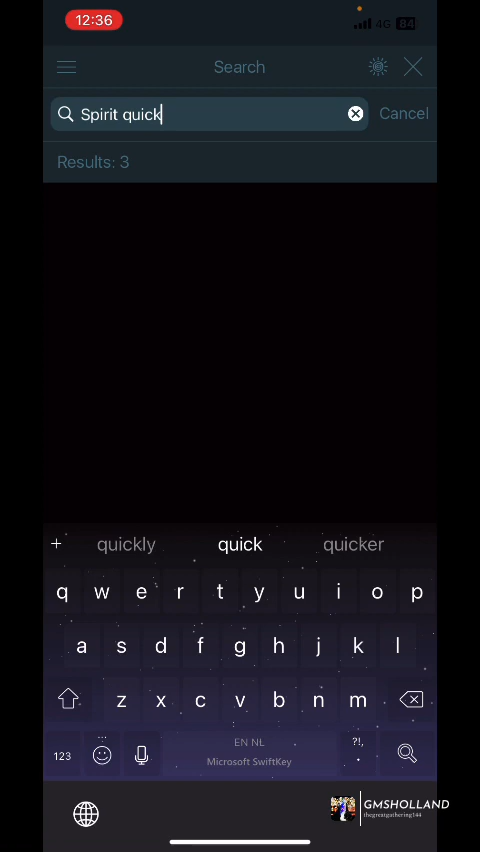 12:36
4G 84
Search
Spirit quick
Cancel
Results: 3
+ quickly quick quicker
q w e r t y u i o p
a s d f g h j k l
z x c v b n m
123 ... EN NL ?!, .
Microsoft SwiftKey
GMSHOLLAND
thegreatgathering144